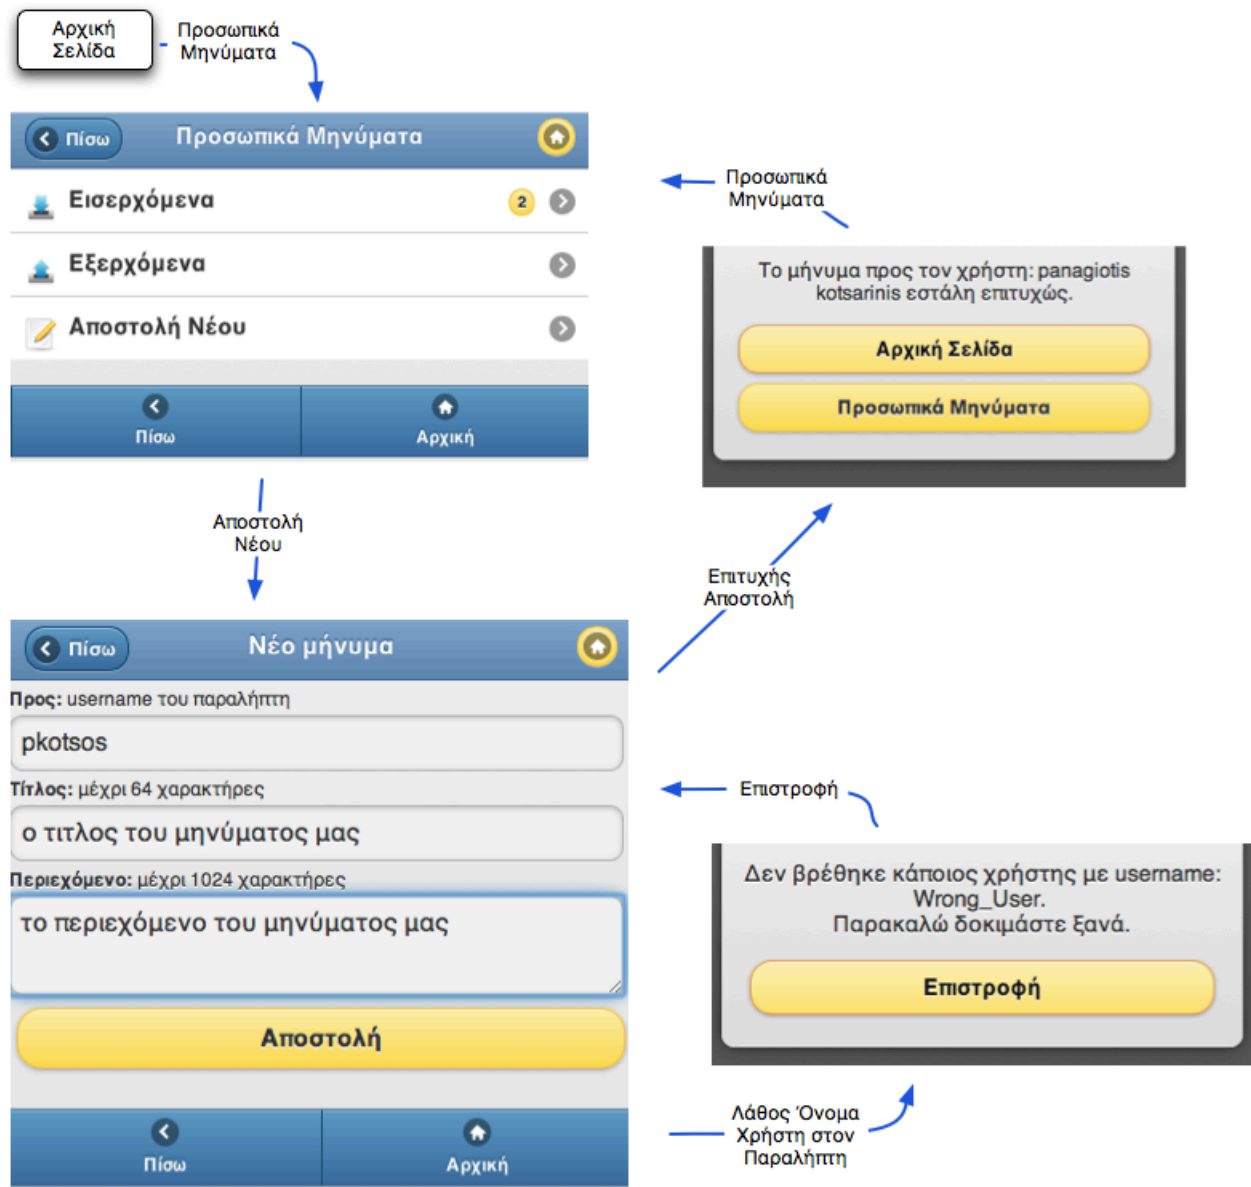 Αρχική
Σελίδα
Προσωπικά
Μηνύματα
Πίσω
Προσωπικά Μηνύματα
Εισερχόμενα
2
Εξερχόμενα
Αποστολή Νέου
Πίσω
Αρχική
Προσωπικά
Μηνύματα
Το μήνυμα προς τον χρήστη: panagiotis
kotsarinis εστάλη επιτυχώς.
Αρχική Σελίδα
Προσωπικά Μηνύματα
Αποστολή
Νέου
Επιτυχής
Αποστολή
Πίσω
Νέο μήνυμα
Προς: username του παραλήπτη
pkotsos
Τίτλος: μέχρι 64 χαρακτήρες
ο τιτλος του μηνύματος μας
Περιεχόμενο: μέχρι 1024 χαρακτήρες
το περιεχόμενο του μηνύματος μας
Αποστολή
Πίσω
Αρχική
Επιστροφή
Δεν βρέθηκε κάποιος χρήστης με username:
Wrong_User.
Παρακαλώ δοκιμάστε ξανά.
Επιστροφή
Λάθος Όνομα
Χρήστη στον
Παραλήπτη